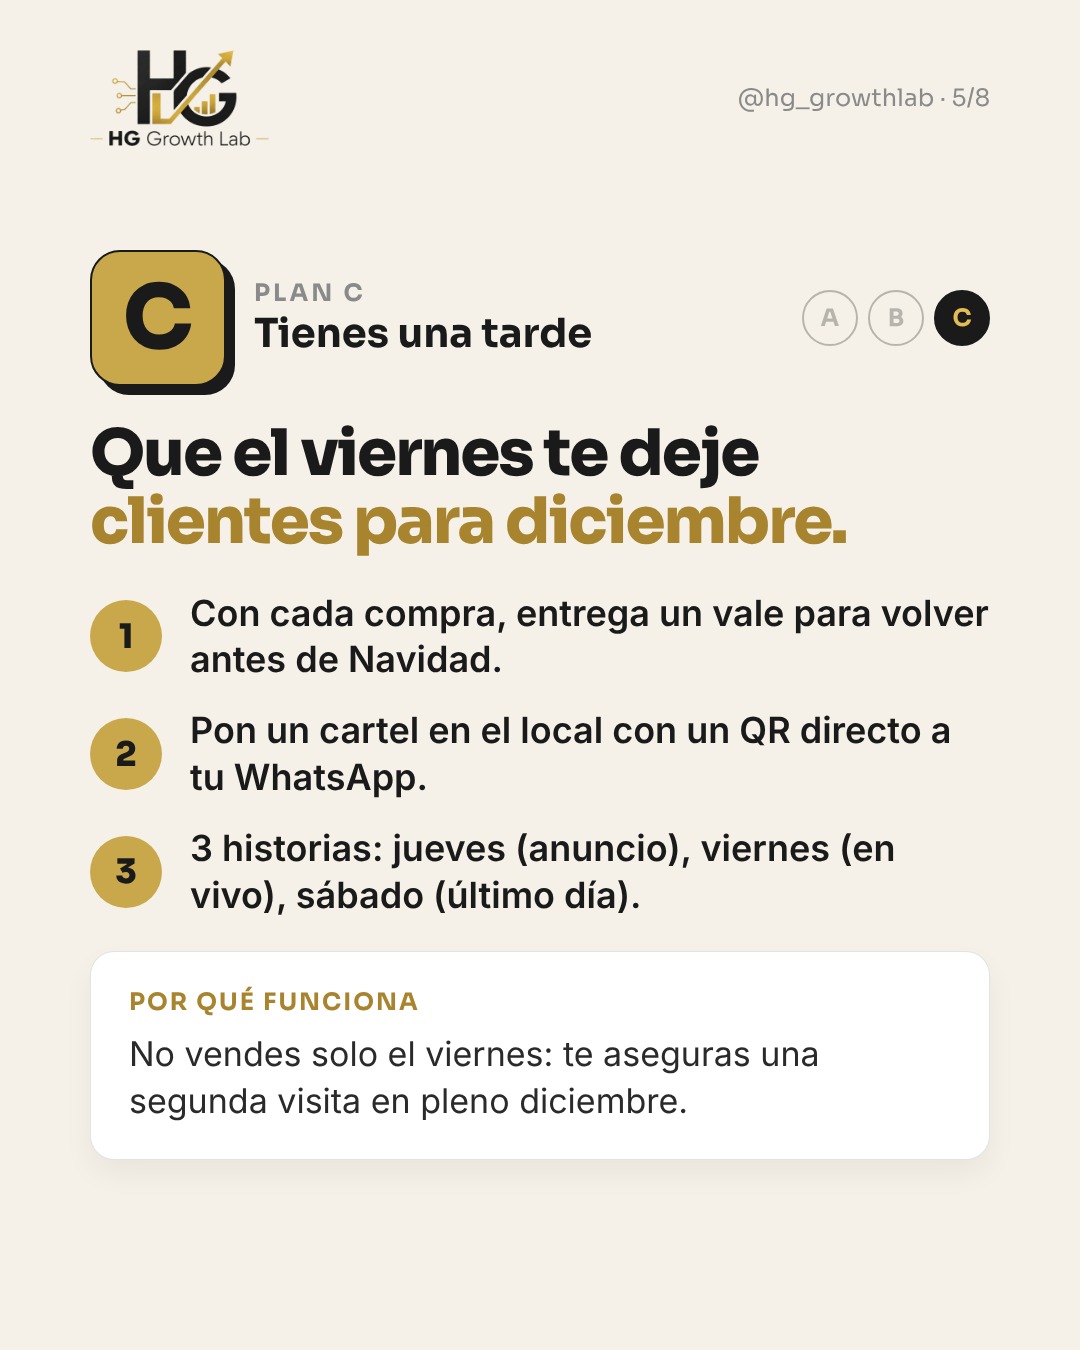 HG
HG Growth Lab
@hg_growthlab · 5/8
C
PLAN C
Tienes una tarde
A B C
Que el viernes te deje
clientes para diciembre.
1 Con cada compra, entrega un vale para volver
antes de Navidad.
2 Pon un cartel en el local con un QR directo a
tu WhatsApp.
3 3 historias: jueves (anuncio), viernes (en
vivo), sábado (último día).
POR QUÉ FUNCIONA
No vendes solo el viernes: te aseguras una
segunda visita en pleno diciembre.